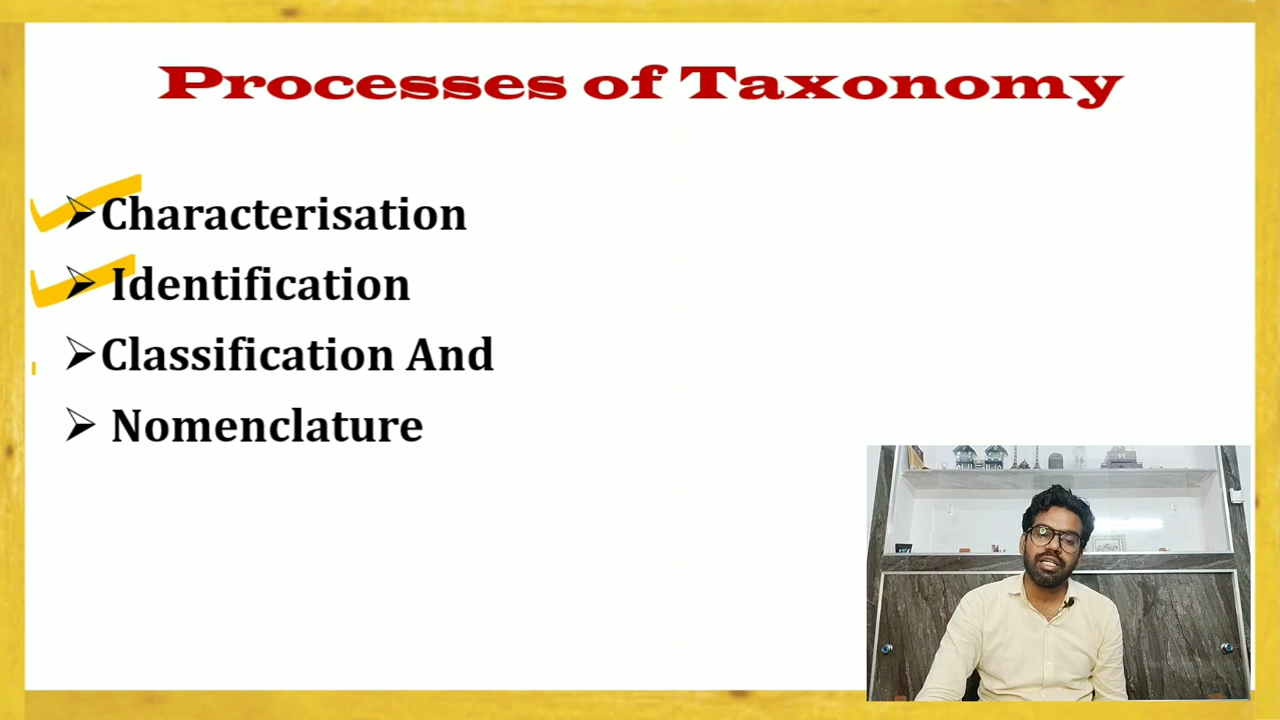 Processes of Taxonomy
Characterisation
Identification
Classification And
Nomenclature